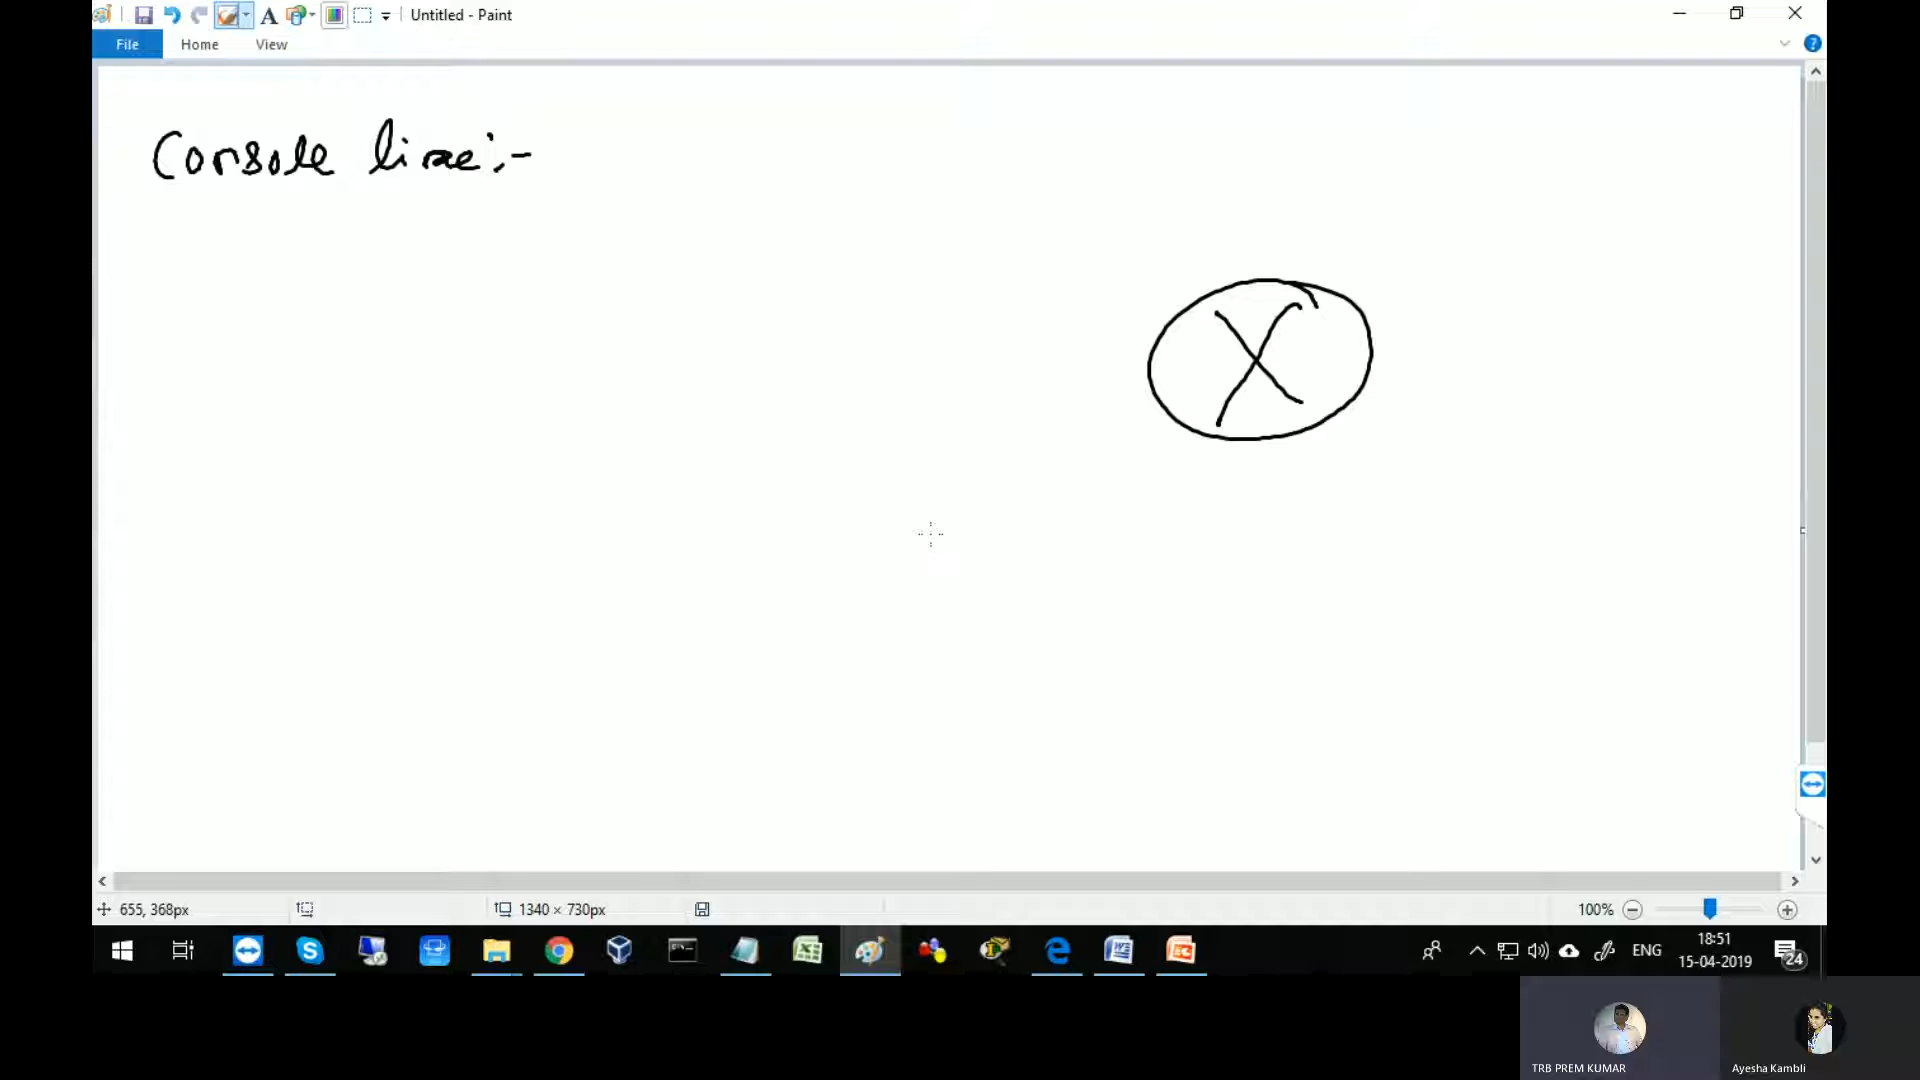 Untitled - Paint
File Home View
Console line:-
655, 368px 1340 × 730px 100%
ENG 18:51
15-04-2019 24
TRB PREM KUMAR Ayesha Kambli